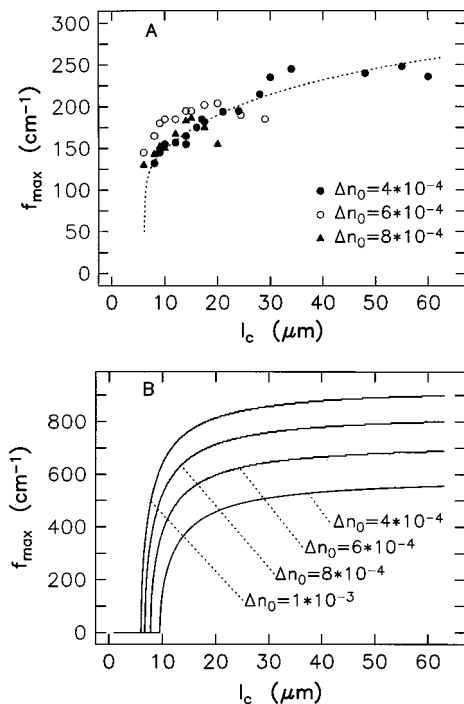 A
300
250
200
150
100
50
0
f_max (cm⁻¹)
● Δn₀=4*10⁻⁴
○ Δn₀=6*10⁻⁴
▲ Δn₀=8*10⁻⁴
0 10 20 30 40 50 60
l_c (μm)
B
800
600
400
200
0
f_max (cm⁻¹)
Δn₀=4*10⁻⁴
Δn₀=6*10⁻⁴
Δn₀=8*10⁻⁴
Δn₀=1*10⁻³
0 10 20 30 40 50 60
l_c (μm)